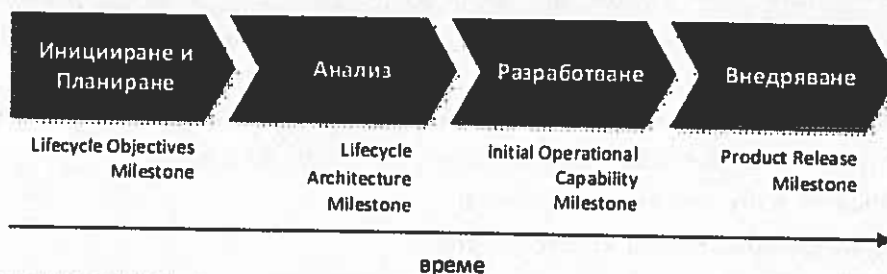 Иницииране и
Планиране
Анализ
Разработване
Внедряване
Lifecycle Objectives
Milestone
Lifecycle
Architecture
Milestone
Initial Operational
Capability
Milestone
Product Release
Milestone
време